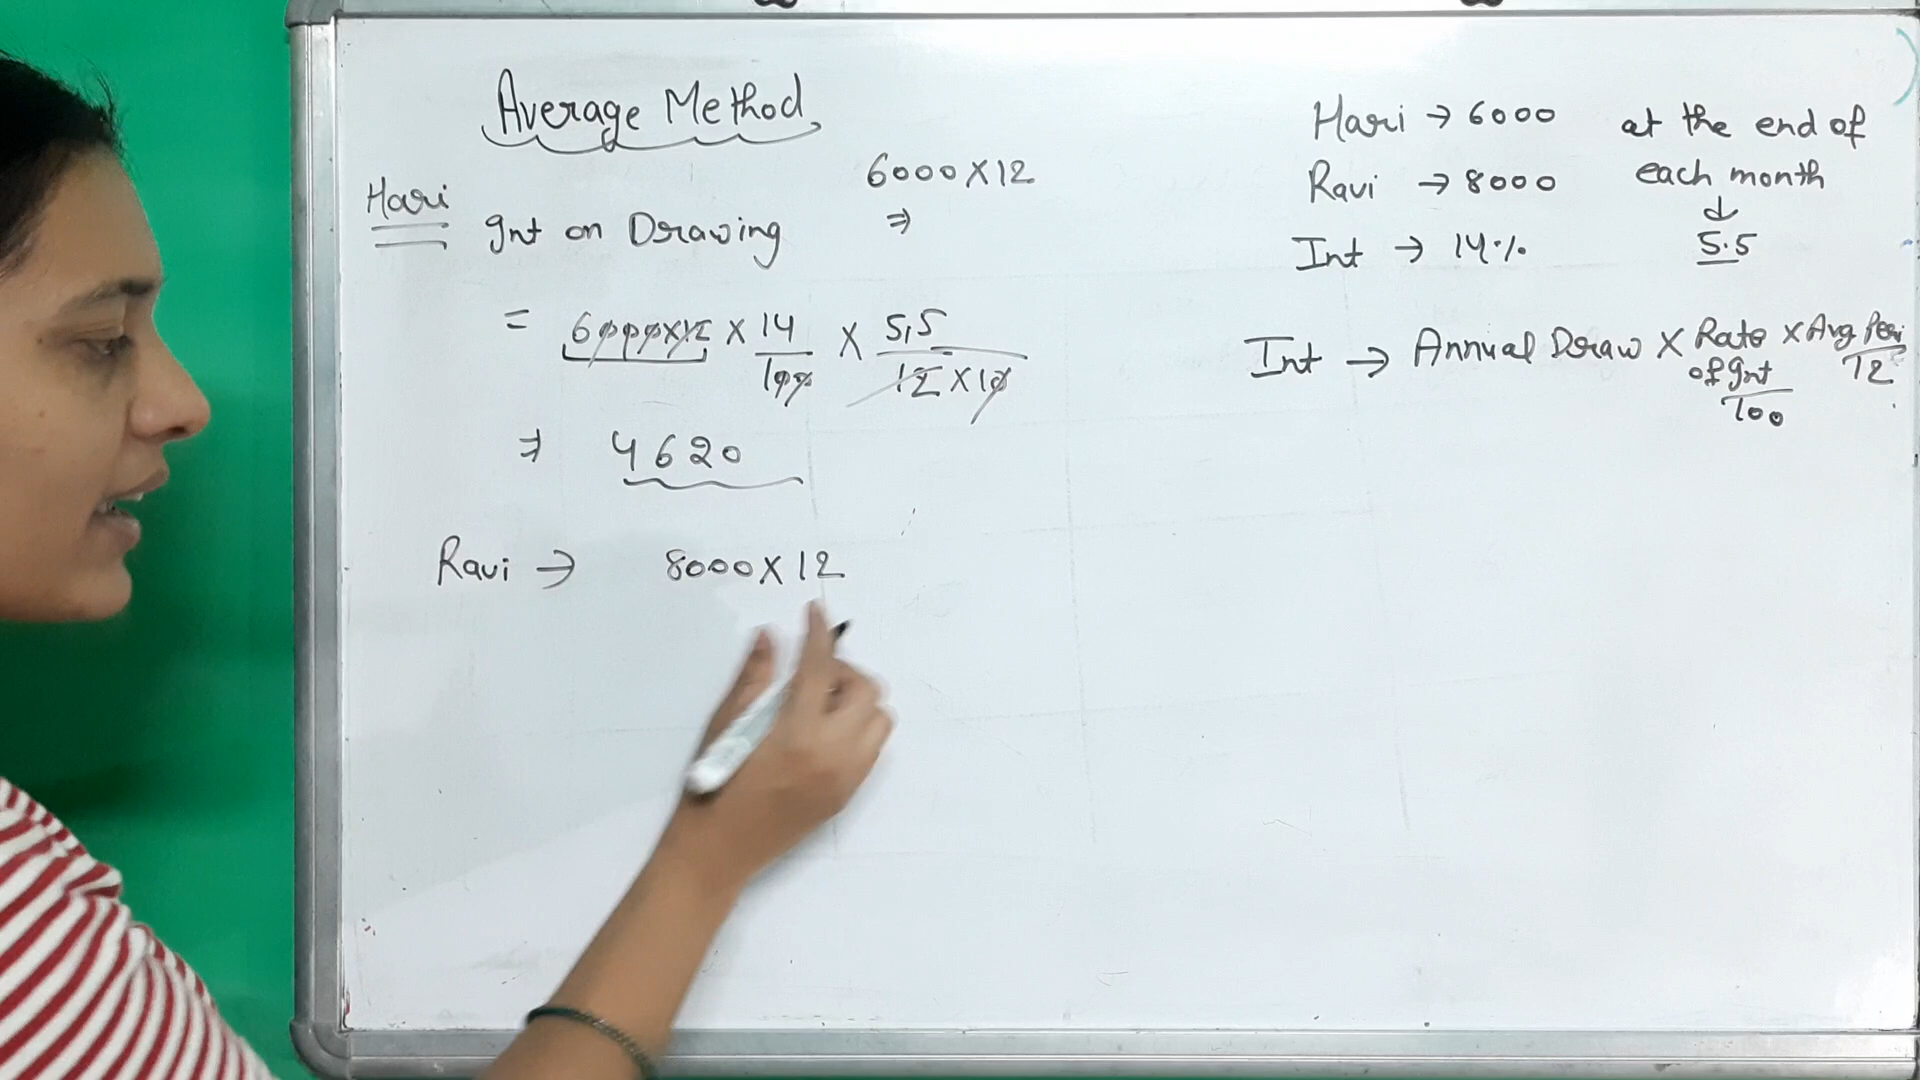 Average Method
Hari
6000 X 12
Int on Drawing ⇒
= 6000x12 X 14/100 X 5.5/12 X 10
⇒ 4620
Ravi → 8000 X 12
Hari → 6000 at the end of
Ravi → 8000 each month
Int → 14% 5.5
Int → Annual Draw X Rate of Int/100 X Avg Peri/12